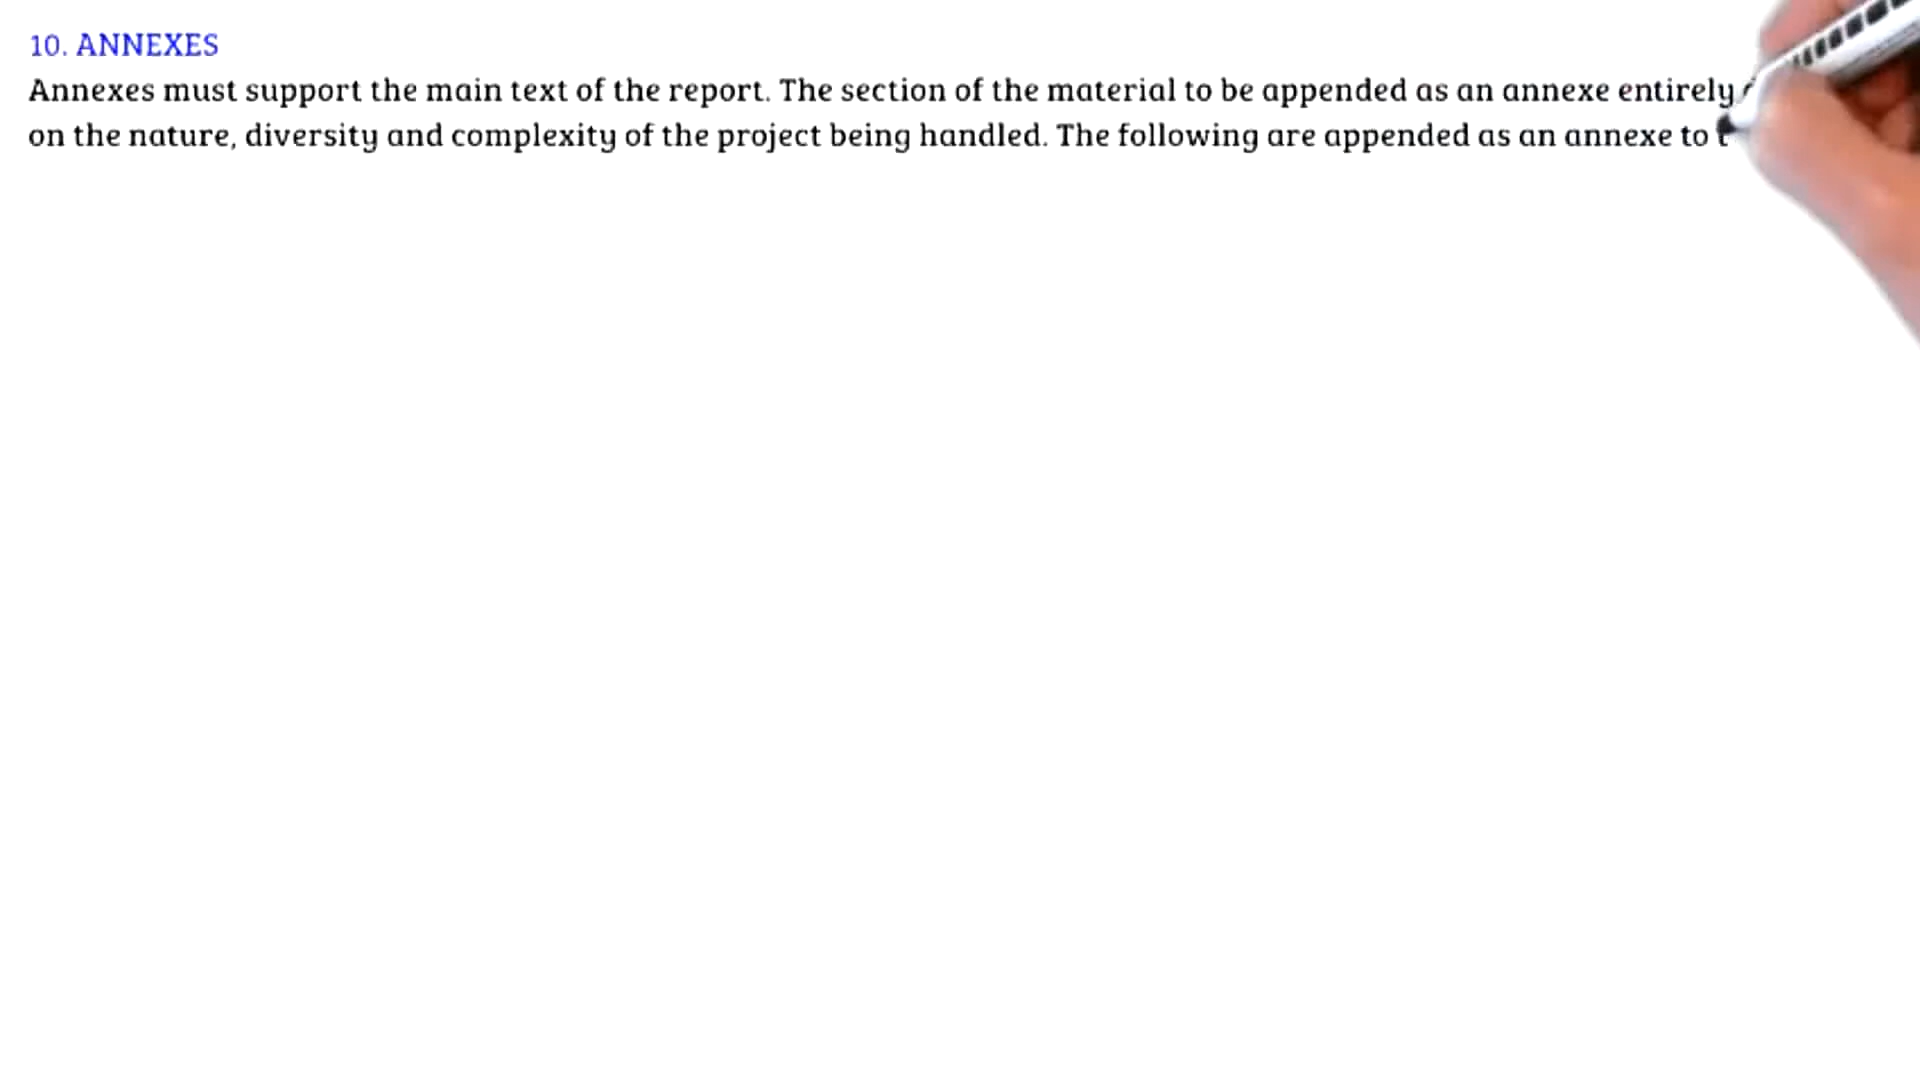 10. ANNEXES
Annexes must support the main text of the report. The section of the material to be appended as an annexe entirely
on the nature, diversity and complexity of the project being handled. The following are appended as an annexe to